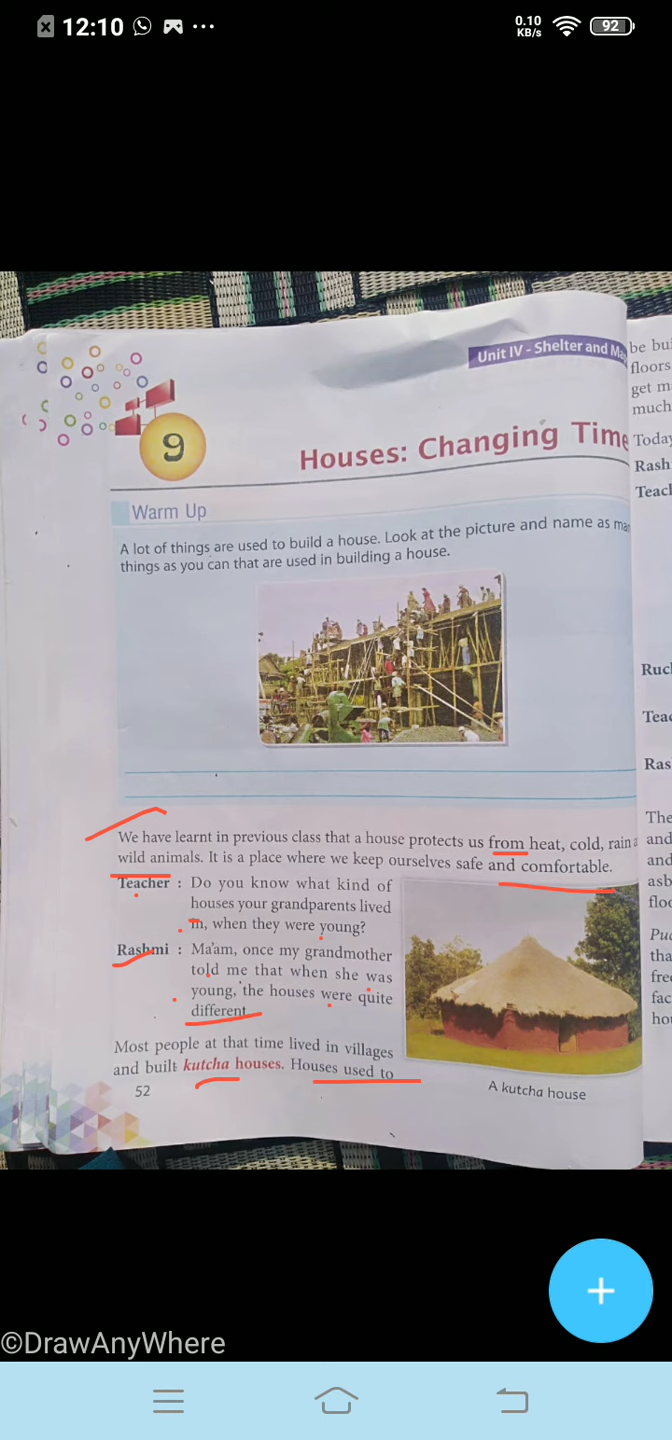 12:10
0.10
KB/s
92
Unit IV - Shelter and
9
Houses: Changing Time
Warm Up
A lot of things are used to build a house. Look at the picture and name as
things as you can that are used in building a house.
We have learnt in previous class that a house protects us from heat, cold, rain
wild animals. It is a place where we keep ourselves safe and comfortable.
Teacher : Do you know what kind of
houses your grandparents lived
in, when they were young?
Rashmi : Ma'am, once my grandmother
told me that when she was
young, the houses were quite
different
Most people at that time lived in villages
and built kutcha houses. Houses used to
52
A kutcha house
be
floors
get
much
Today
Rash
Teac
Ruc
Tea
Ras
The
and
and
asb
floo
Puc
tha
free
fac
hou
©DrawAnyWhere